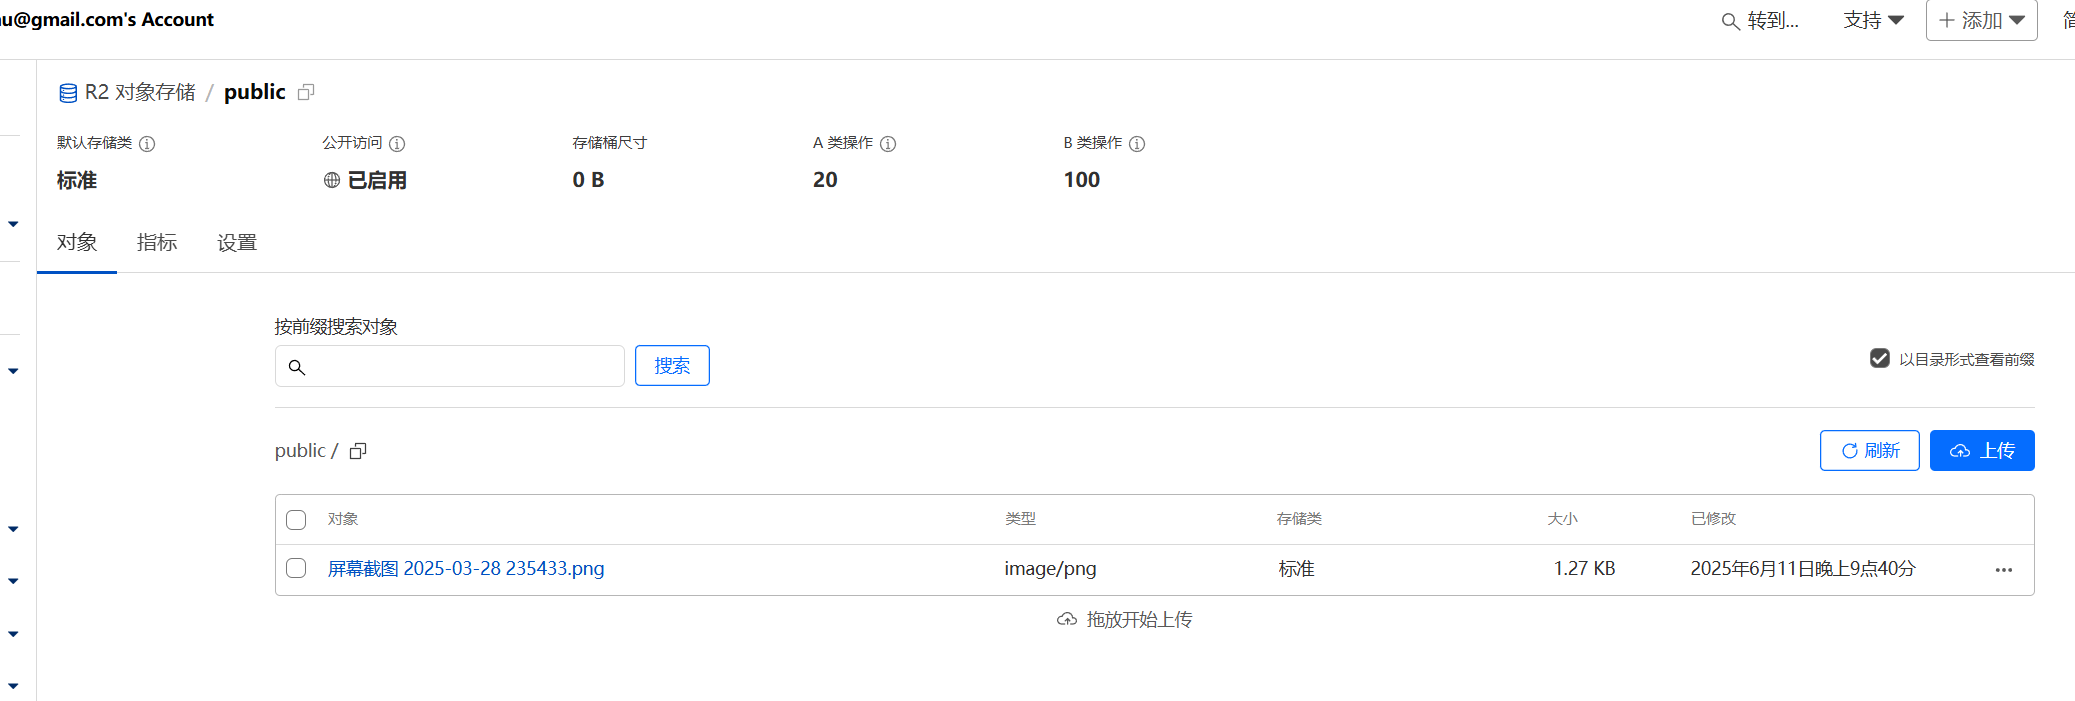 u@gmail.com's Account
转到...
支持
添加
R2 对象存储 / public
默认存储类
公开访问
存储桶尺寸
A 类操作
B 类操作
标准
已启用
0 B
20
100
对象
指标
设置
按前缀搜索对象
搜索
以目录形式查看前缀
public /
刷新
上传
对象
类型
存储类
大小
已修改
屏幕截图 2025-03-28 235433.png
image/png
标准
1.27 KB
2025年6月11日晚上9点40分
拖放开始上传